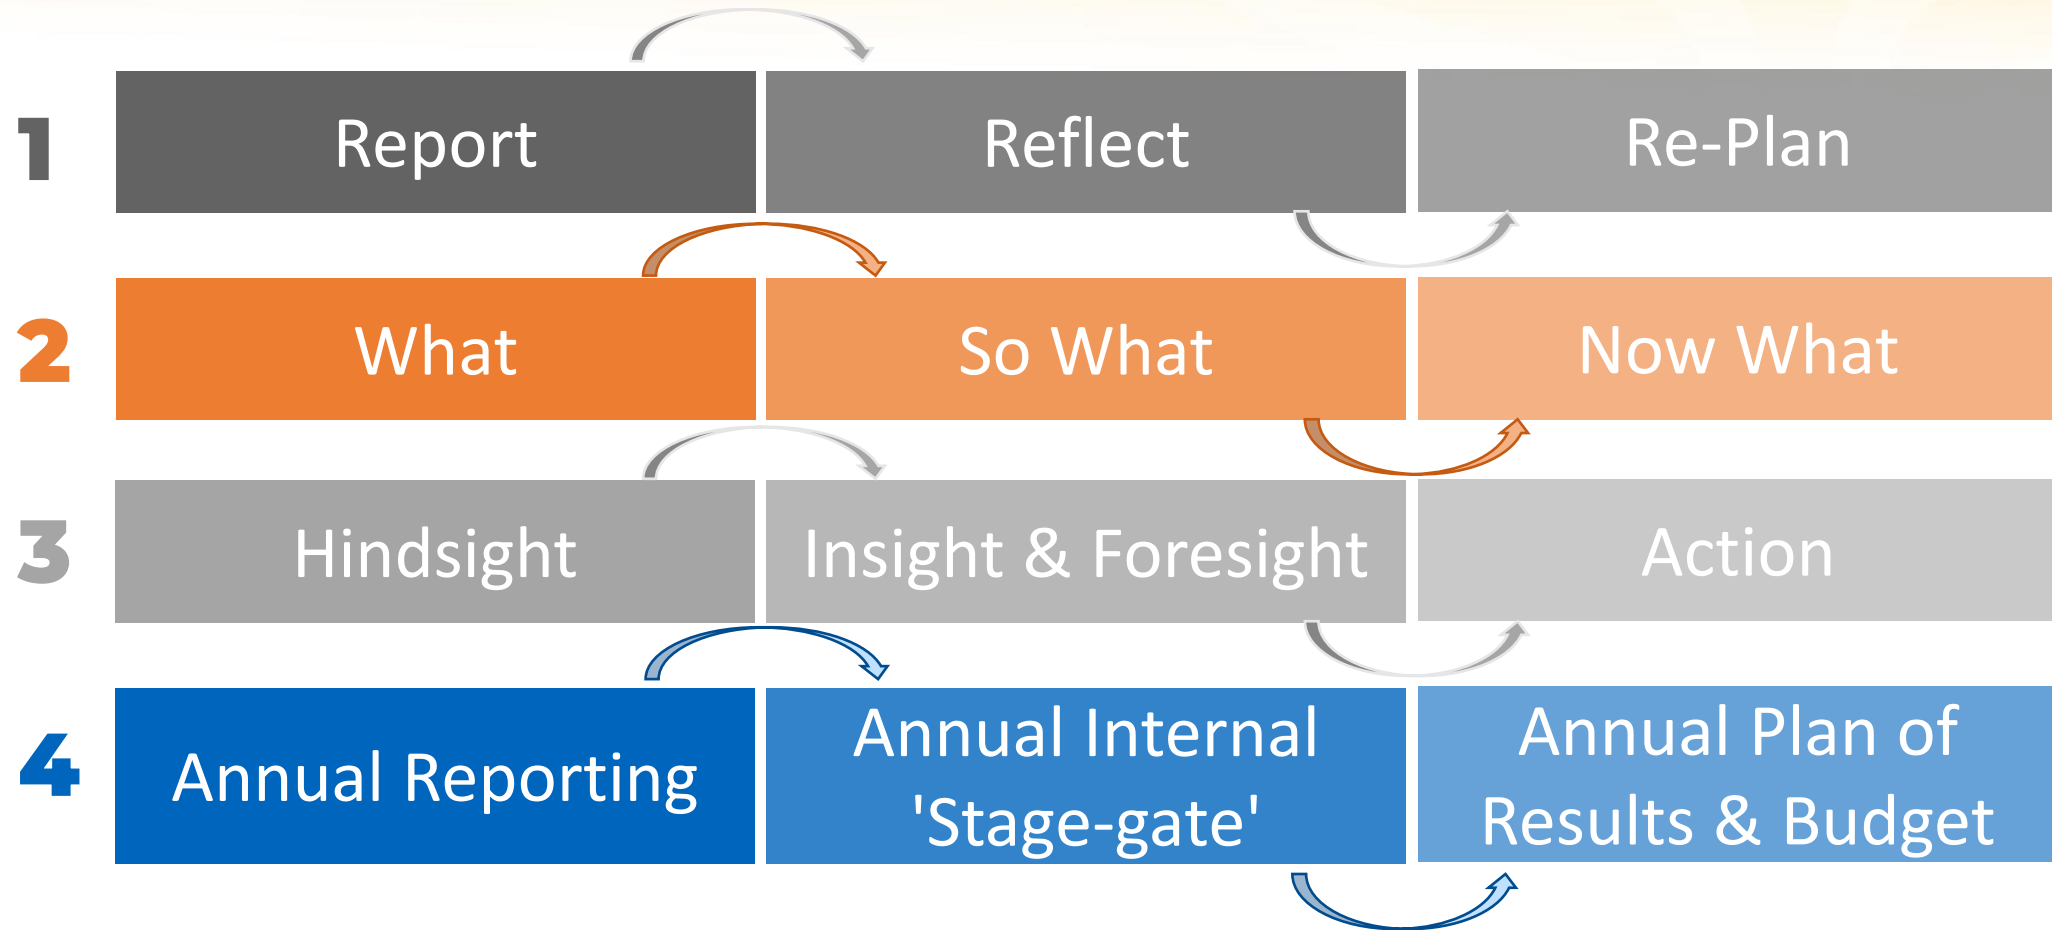 1
Report
Reflect
Re-Plan
2
What
So What
Now What
3
Hindsight
Insight & Foresight
Action
4
Annual Reporting
Annual Internal
'Stage-gate'
Annual Plan of
Results & Budget